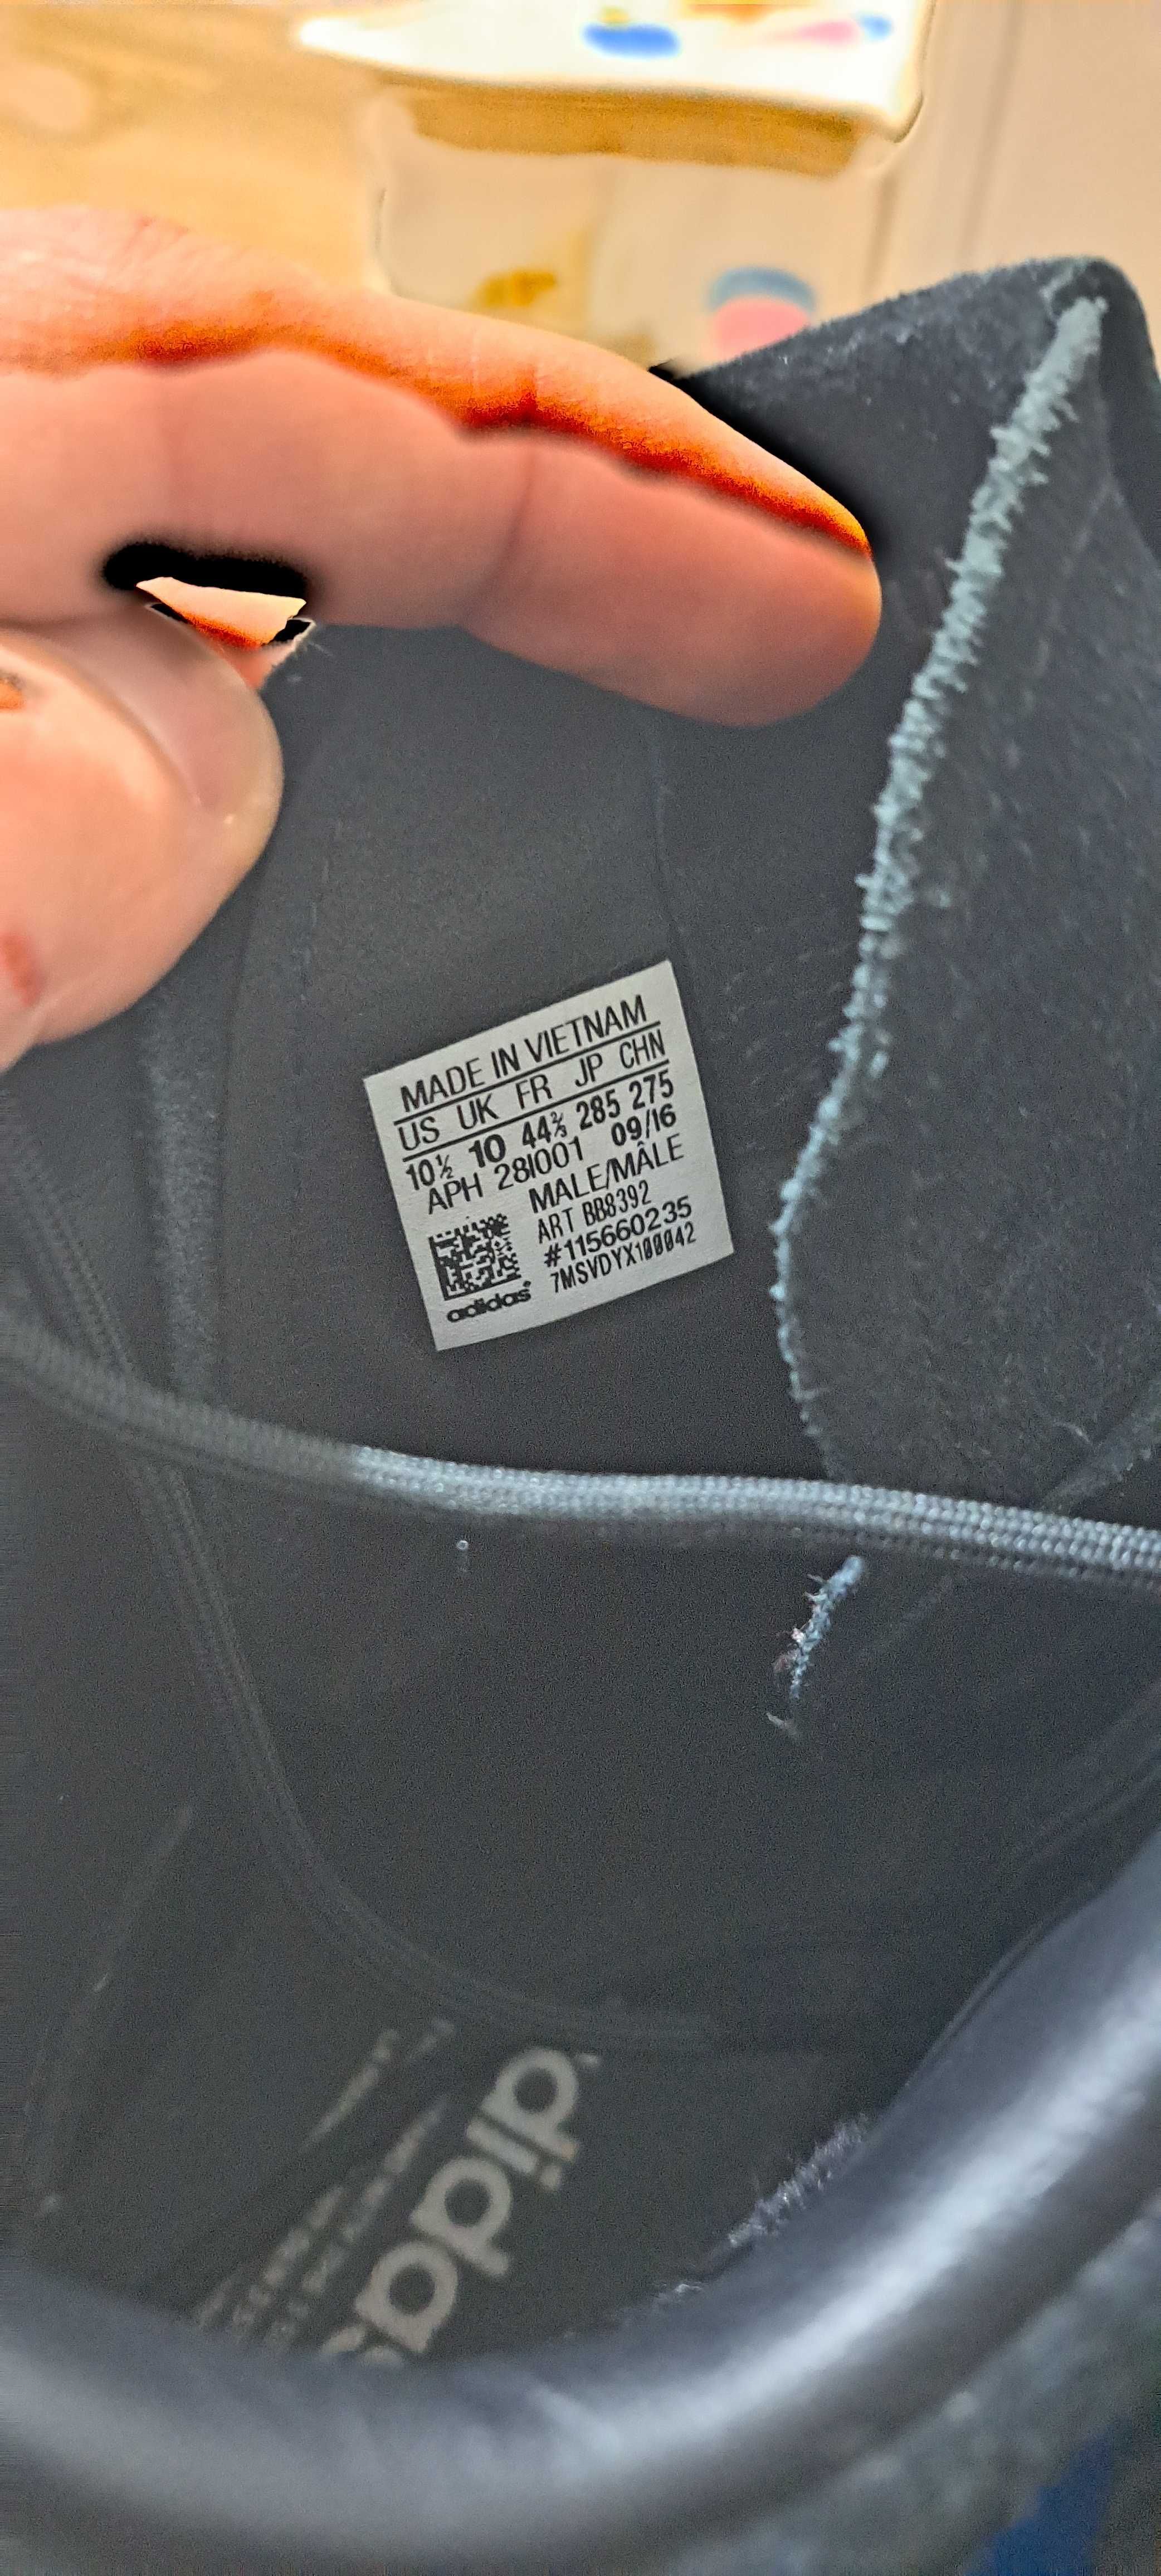 MADE IN VIETNAM
US UK FR JP CHN
10½ 10 44⅔ 285 275
APH 28I001 09/16
MALE/MÂLE
ART BB8392
#115660235
7MSVDYX100042
adidas
adidas